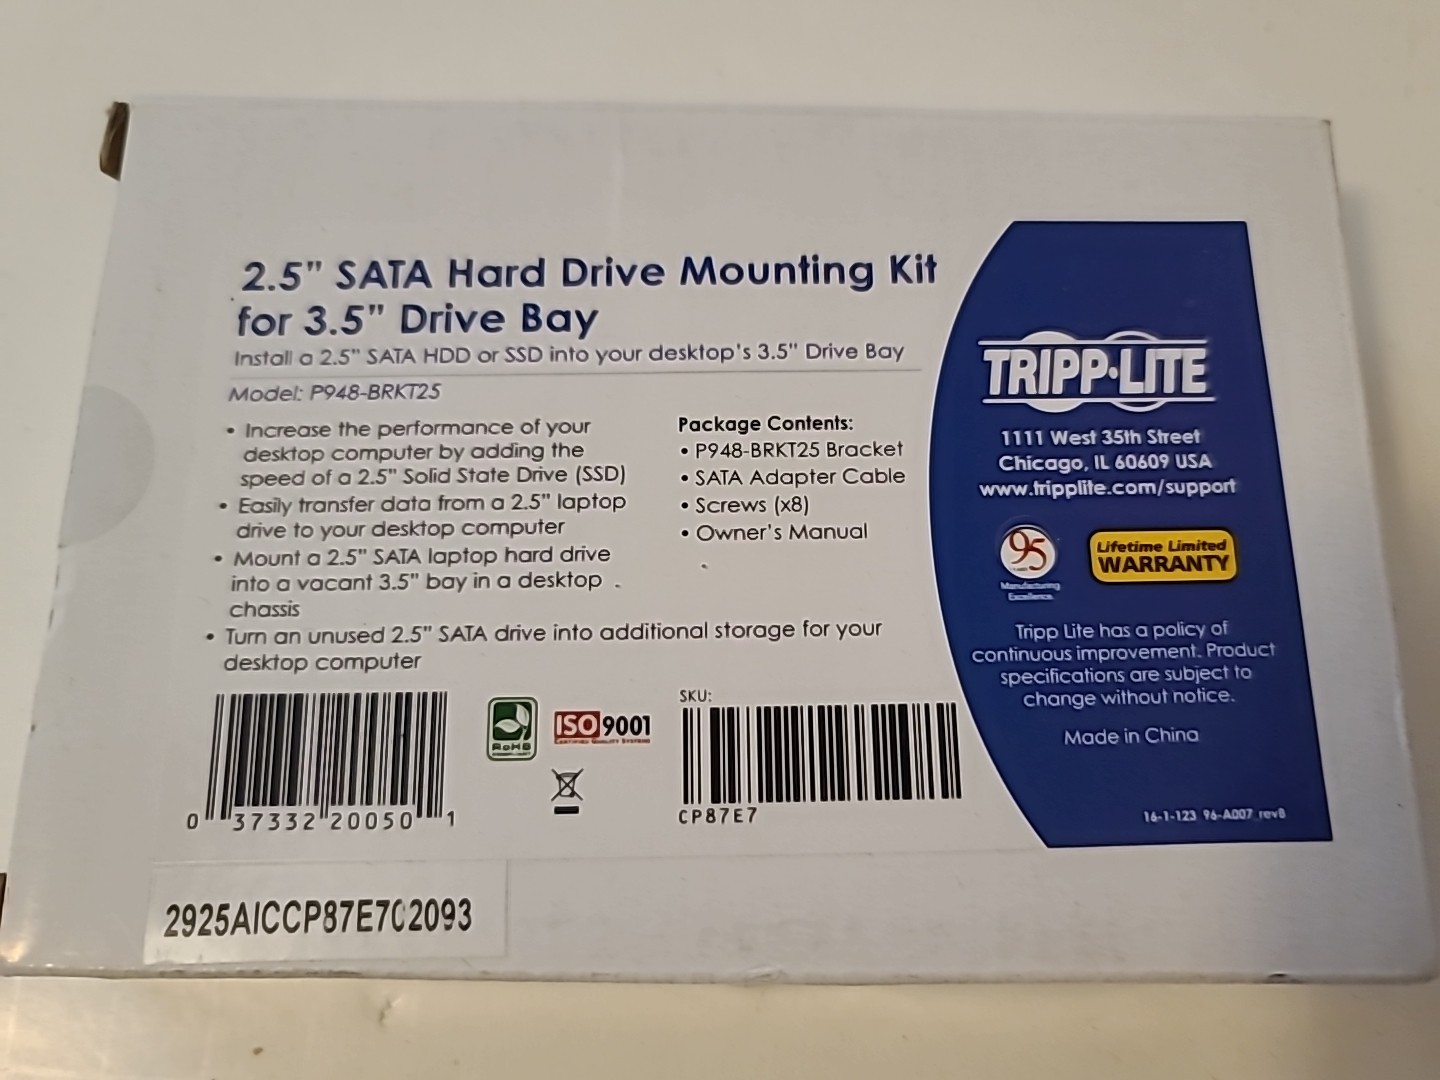 2.5" SATA Hard Drive Mounting Kit
for 3.5" Drive Bay
Install a 2.5" SATA HDD or SSD into your desktop's 3.5" Drive Bay
Model: P948-BRKT25
• Increase the performance of your
desktop computer by adding the
speed of a 2.5" Solid State Drive (SSD)
• Easily transfer data from a 2.5" laptop
drive to your desktop computer
• Mount a 2.5" SATA laptop hard drive
into a vacant 3.5" bay in a desktop
chassis
• Turn an unused 2.5" SATA drive into additional storage for your
desktop computer
Package Contents:
• P948-BRKT25 Bracket
• SATA Adapter Cable
• Screws (x8)
• Owner's Manual
0 37332 20050 1
RoHS
ISO 9001
CERTIFIED QUALITY SYSTEMS
SKU:
CP87E7
2925AICCP87E7C2093
TRIPP·LITE
1111 West 35th Street
Chicago, IL 60609 USA
www.tripplite.com/support
95
Manufacturing
Excellence.
Lifetime Limited
WARRANTY
Tripp Lite has a policy of
continuous improvement. Product
specifications are subject to
change without notice.
Made in China
16-1-123 96-A007 revB